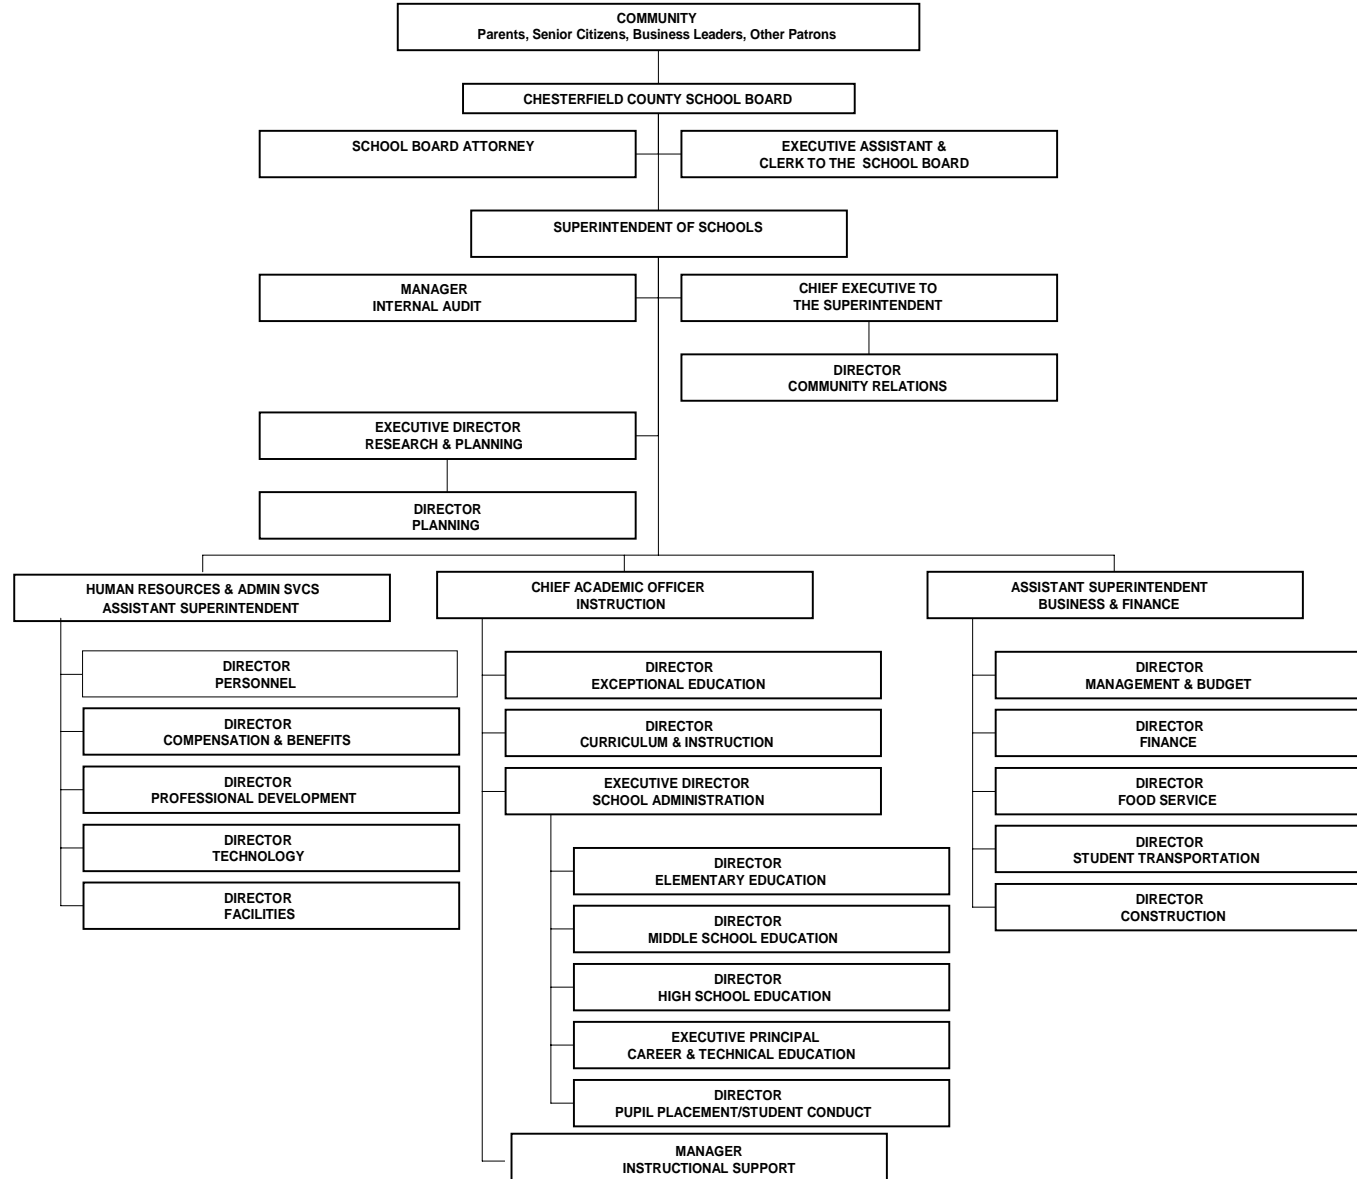 COMMUNITY
Parents, Senior Citizens, Business Leaders, Other Patrons
CHESTERFIELD COUNTY SCHOOL BOARD
SCHOOL BOARD ATTORNEY
EXECUTIVE ASSISTANT &
CLERK TO THE SCHOOL BOARD
SUPERINTENDENT OF SCHOOLS
MANAGER
INTERNAL AUDIT
CHIEF EXECUTIVE TO
THE SUPERINTENDENT
DIRECTOR
COMMUNITY RELATIONS
EXECUTIVE DIRECTOR
RESEARCH & PLANNING
DIRECTOR
PLANNING
HUMAN RESOURCES & ADMIN SVCS
ASSISTANT SUPERINTENDENT
DIRECTOR
PERSONNEL
DIRECTOR
COMPENSATION & BENEFITS
DIRECTOR
PROFESSIONAL DEVELOPMENT
DIRECTOR
TECHNOLOGY
DIRECTOR
FACILITIES
CHIEF ACADEMIC OFFICER
INSTRUCTION
DIRECTOR
EXCEPTIONAL EDUCATION
DIRECTOR
CURRICULUM & INSTRUCTION
EXECUTIVE DIRECTOR
SCHOOL ADMINISTRATION
DIRECTOR
ELEMENTARY EDUCATION
DIRECTOR
MIDDLE SCHOOL EDUCATION
DIRECTOR
HIGH SCHOOL EDUCATION
EXECUTIVE PRINCIPAL
CAREER & TECHNICAL EDUCATION
DIRECTOR
PUPIL PLACEMENT/STUDENT CONDUCT
MANAGER
INSTRUCTIONAL SUPPORT
ASSISTANT SUPERINTENDENT
BUSINESS & FINANCE
DIRECTOR
MANAGEMENT & BUDGET
DIRECTOR
FINANCE
DIRECTOR
FOOD SERVICE
DIRECTOR
STUDENT TRANSPORTATION
DIRECTOR
CONSTRUCTION